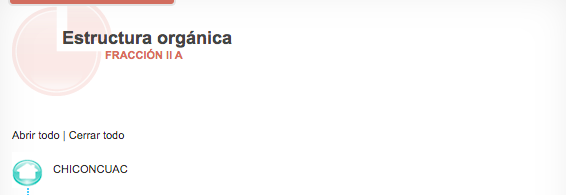 Estructura orgánica
FRACCIÓN II A
Abrir todo | Cerrar todo
CHICONCUAC